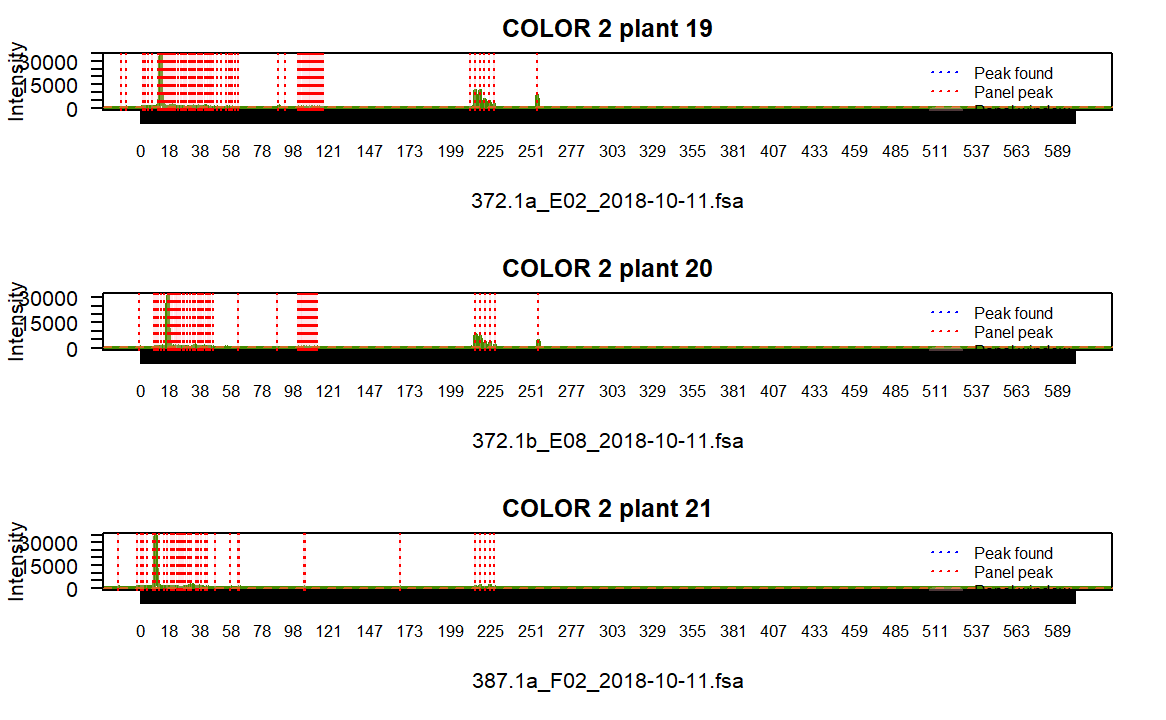 COLOR 2 plant 19
Intensity
30000
15000
0
Peak found
Panel peak
0 18 38 58 78 98 121 147 173 199 225 251 277 303 329 355 381 407 433 459 485 511 537 563 589
372.1a_E02_2018-10-11.fsa
COLOR 2 plant 20
Intensity
30000
15000
0
Peak found
Panel peak
0 18 38 58 78 98 121 147 173 199 225 251 277 303 329 355 381 407 433 459 485 511 537 563 589
372.1b_E08_2018-10-11.fsa
COLOR 2 plant 21
Intensity
30000
15000
0
Peak found
Panel peak
0 18 38 58 78 98 121 147 173 199 225 251 277 303 329 355 381 407 433 459 485 511 537 563 589
387.1a_F02_2018-10-11.fsa